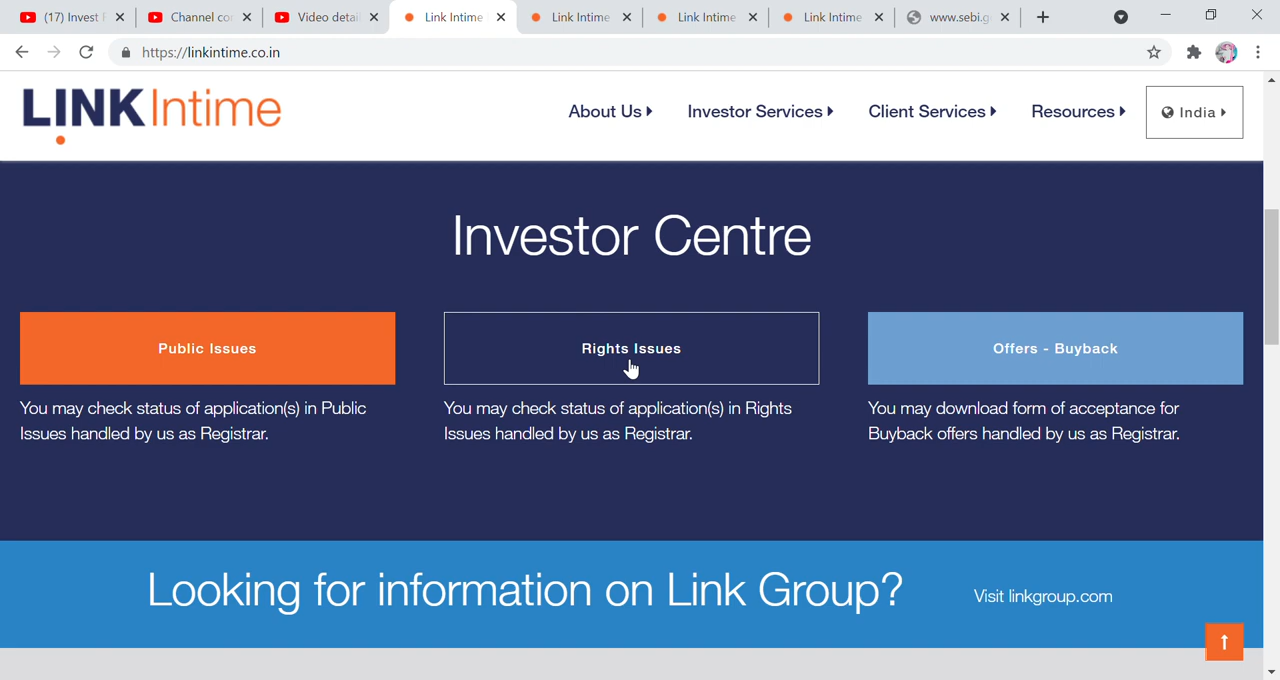 (17) Invest
Channel co
Video detai
Link Intime
Link Intime
Link Intime
Link Intime
www.sebi.g
https://linkintime.co.in
LINKIntime
About Us
Investor Services
Client Services
Resources
India
Investor Centre
Public Issues
Rights Issues
Offers - Buyback
You may check status of application(s) in Public
Issues handled by us as Registrar.
You may check status of application(s) in Rights
Issues handled by us as Registrar.
You may download form of acceptance for
Buyback offers handled by us as Registrar.
Looking for information on Link Group?
Visit linkgroup.com